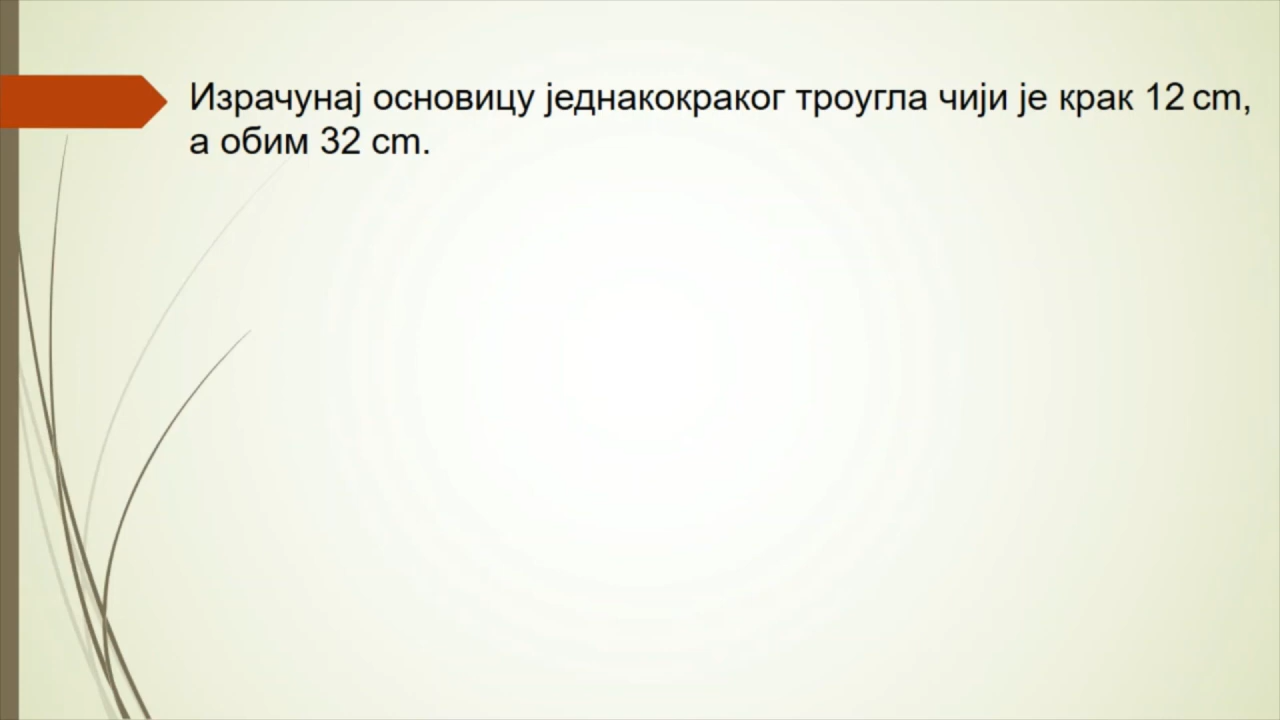 Израчунај основицу једнакокраког троугла чији је крак 12 cm,
а обим 32 cm.